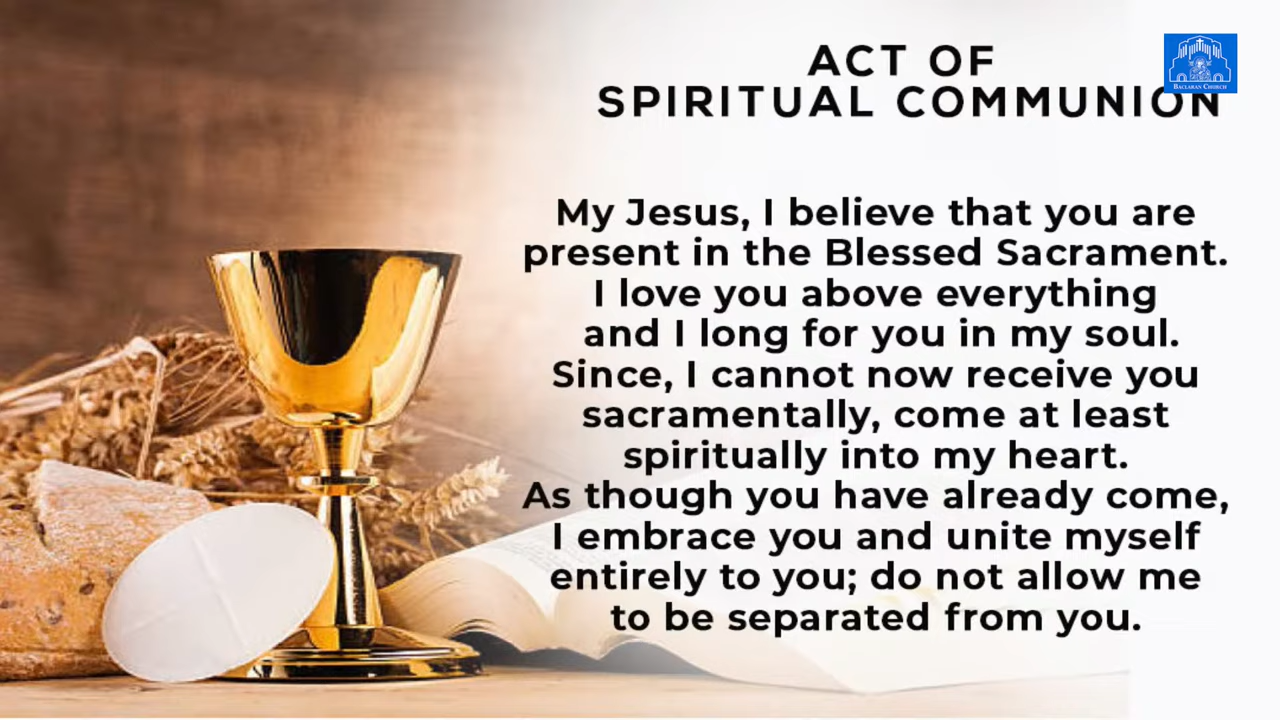 ACT OF
SPIRITUAL COMMUNION
BACLARAN CHURCH
My Jesus, I believe that you are
present in the Blessed Sacrament.
I love you above everything
and I long for you in my soul.
Since, I cannot now receive you
sacramentally, come at least
spiritually into my heart.
As though you have already come,
I embrace you and unite myself
entirely to you; do not allow me
to be separated from you.